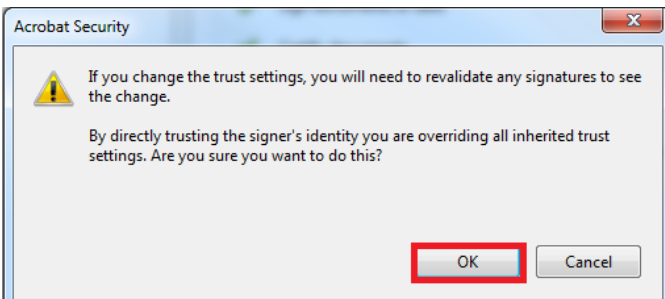 Acrobat Security
If you change the trust settings, you will need to revalidate any signatures to see
the change.
By directly trusting the signer's identity you are overriding all inherited trust
settings. Are you sure you want to do this?
OK
Cancel